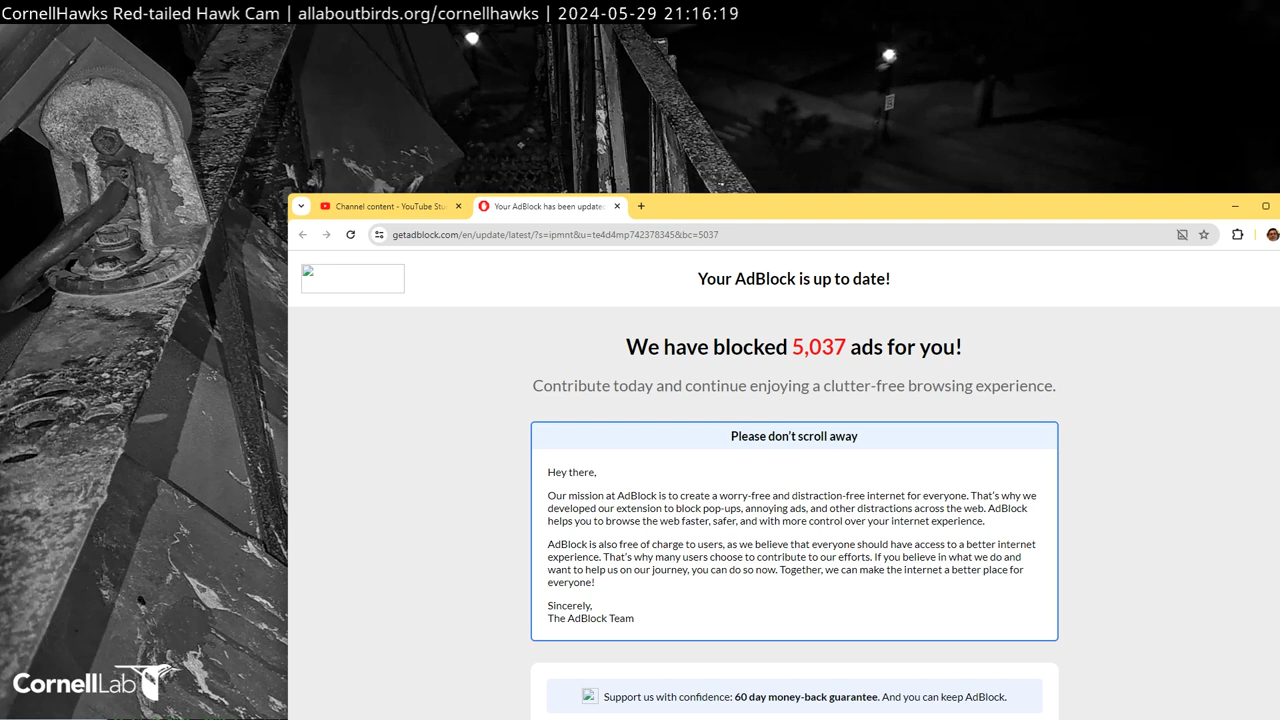 CornellHawks Red-tailed Hawk Cam | allaboutbirds.org/cornellhawks | 2024-05-29 21:16:19
Channel content - YouTube Stu
Your AdBlock has been update
getadblock.com/en/update/latest/?s=ipmnt&u=te4d4mp742378345&bc=5037
Your AdBlock is up to date!
We have blocked 5,037 ads for you!
Contribute today and continue enjoying a clutter-free browsing experience.
Please don't scroll away
Hey there,
Our mission at AdBlock is to create a worry-free and distraction-free internet for everyone. That's why we
developed our extension to block pop-ups, annoying ads, and other distractions across the web. AdBlock
helps you to browse the web faster, safer, and with more control over your internet experience.
AdBlock is also free of charge to users, as we believe that everyone should have access to a better internet
experience. That's why many users choose to contribute to our efforts. If you believe in what we do and
want to help us on our journey, you can do so now. Together, we can make the internet a better place for
everyone!
Sincerely,
The AdBlock Team
Support us with confidence: 60 day money-back guarantee. And you can keep AdBlock.
CornellLab